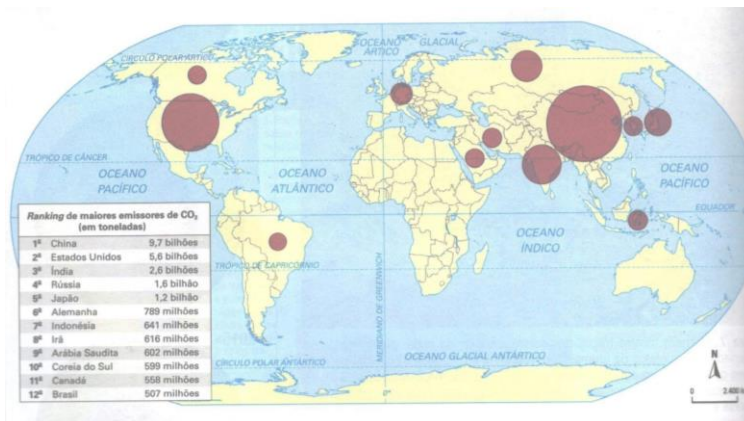 OCEANO
GLACIAL
ÁRTICO
CÍRCULO POLAR ÁRTICO
TRÓPICO DE CÂNCER
OCEANO
PACÍFICO
OCEANO
ATLÂNTICO
OCEANO
PACÍFICO
EQUADOR
OCEANO
ÍNDICO
TRÓPICO DE CAPRICÓRNIO
MERIDIANO DE GREENWICH
CÍRCULO POLAR ANTÁRTICO
OCEANO GLACIAL ANTÁRTICO
0°
N
0 2.400
Ranking de maiores emissores de CO₂
(em toneladas)
1º China 9,7 bilhões
2º Estados Unidos 5,6 bilhões
3º Índia 2,6 bilhões
4º Rússia 1,6 bilhão
5º Japão 1,2 bilhão
6º Alemanha 789 milhões
7º Indonésia 641 milhões
8º Irã 616 milhões
9º Arábia Saudita 602 milhões
10º Coreia do Sul 599 milhões
11º Canadá 558 milhões
12º Brasil 507 milhões